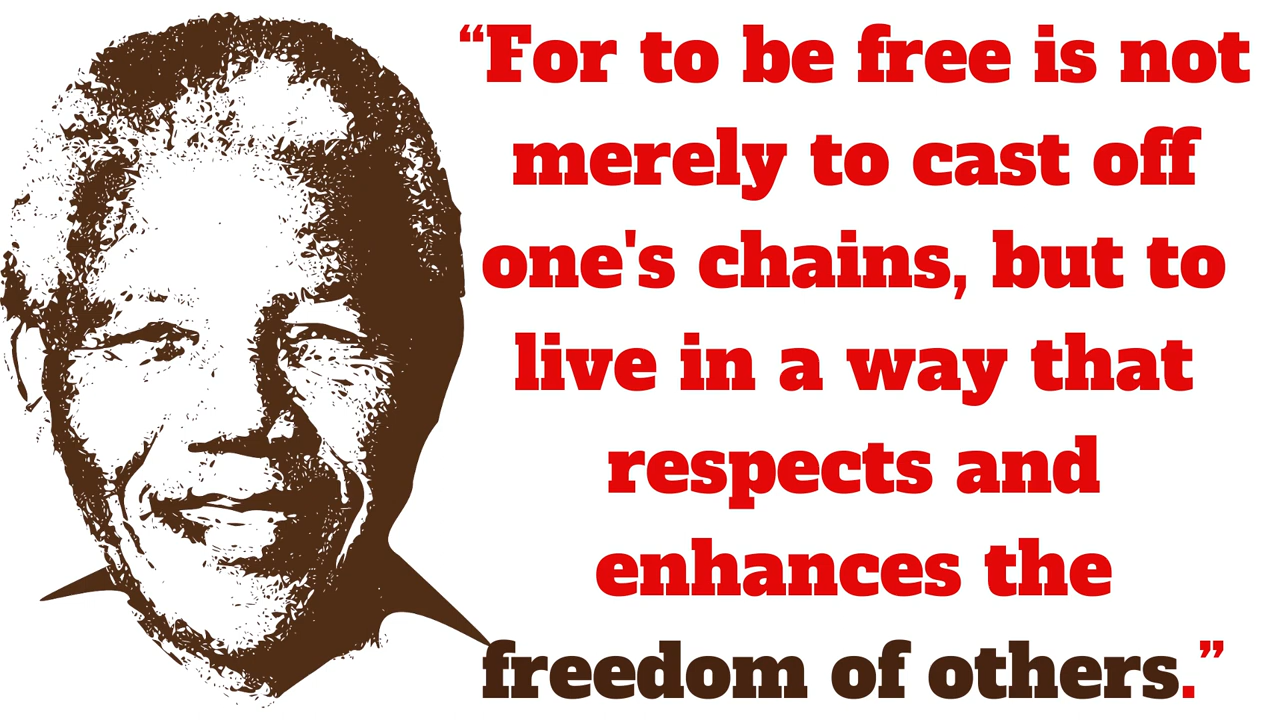 “For to be free is not
merely to cast off
one's chains, but to
live in a way that
respects and
enhances the
freedom of others.”